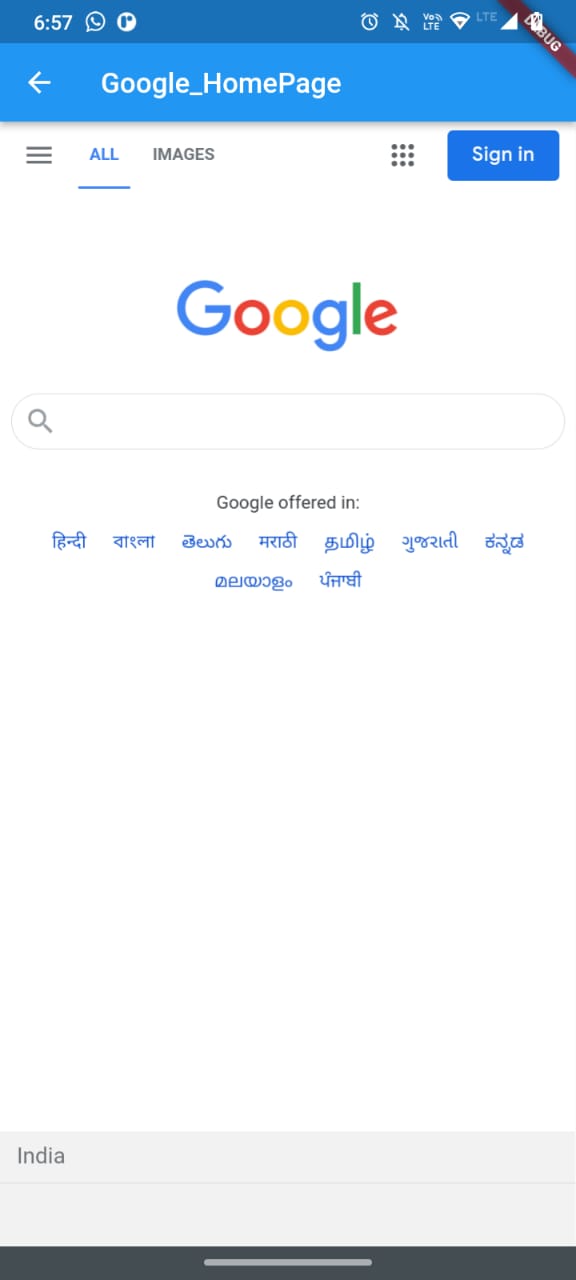 6:57 Vo LTE LTE
DEBUG
Google_HomePage
ALL IMAGES Sign in
Google
Google offered in:
हिन्दी বাংলা తెలుగు मराठी தமிழ் ગુજરાતી ಕನ್ನಡ
മലയാളം ਪੰਜਾਬੀ
India